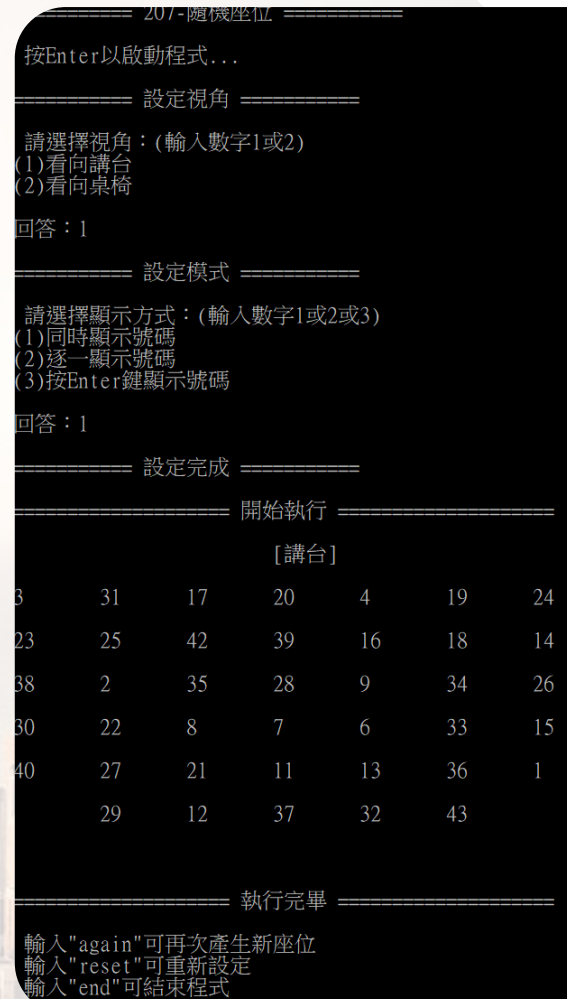 =========== 207-隨機座位 ===========
按Enter以啟動程式...
=========== 設定視角 ===========
請選擇視角：(輸入數字1或2)
(1)看向講台
(2)看向桌椅
回答：1
=========== 設定模式 ===========
請選擇顯示方式：(輸入數字1或2或3)
(1)同時顯示號碼
(2)逐一顯示號碼
(3)按Enter鍵顯示號碼
回答：1
=========== 設定完成 ===========
==================== 開始執行 ====================
[講台]
3 31 17 20 4 19 24
23 25 42 39 16 18 14
38 2 35 28 9 34 26
30 22 8 7 6 33 15
40 27 21 11 13 36 1
29 12 37 32 43
==================== 執行完畢 ====================
輸入"again"可再次產生新座位
輸入"reset"可重新設定
輸入"end"可結束程式